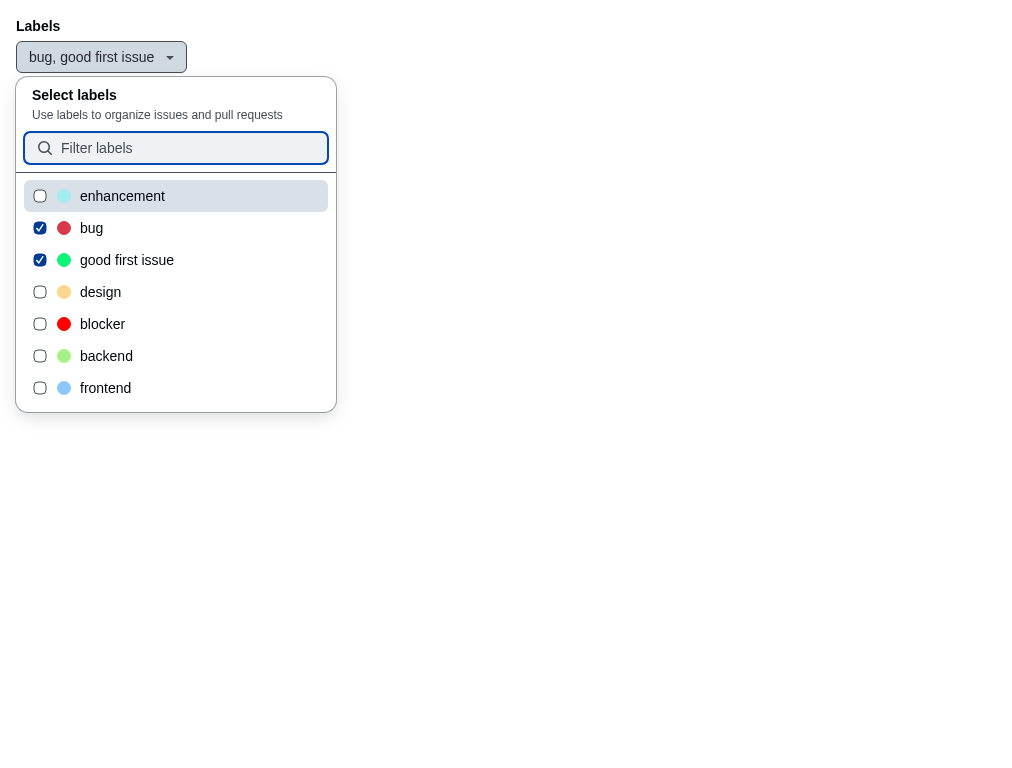 Labels
bug, good first issue
Select labels
Use labels to organize issues and pull requests
Filter labels
enhancement
bug
good first issue
design
blocker
backend
frontend